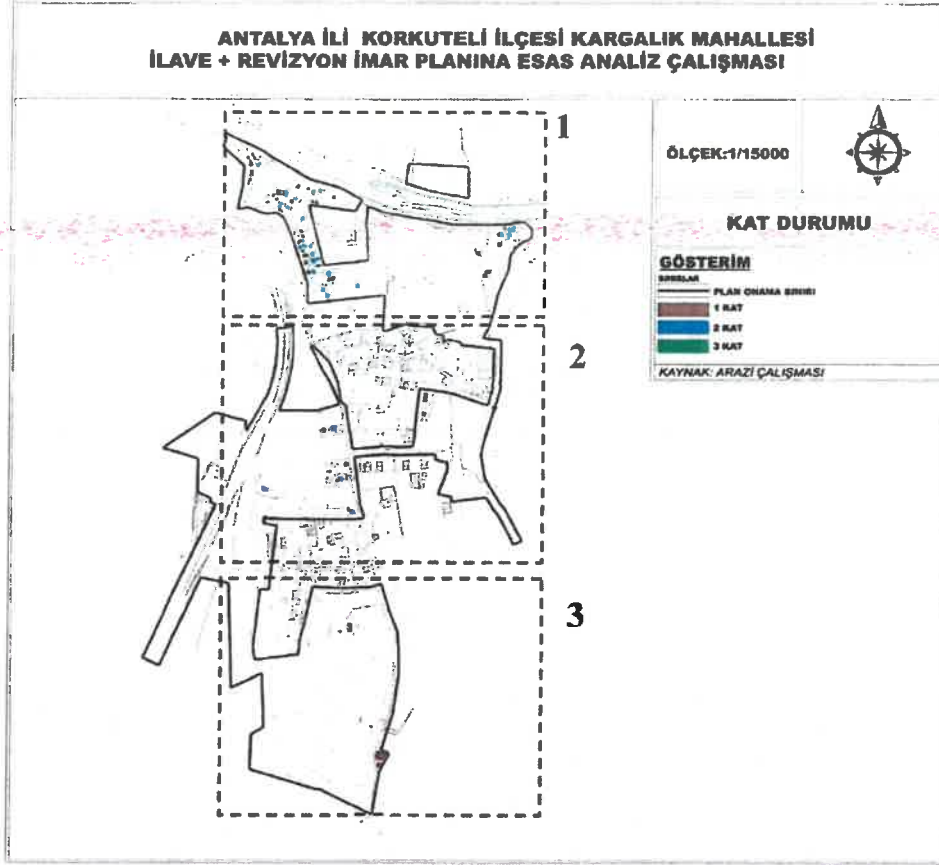 ANTALYA İLİ KORKUTELİ İLÇESİ KARGALIK MAHALLESİ
İLAVE + REVİZYON İMAR PLANINA ESAS ANALİZ ÇALIŞMASI
1
ÖLÇEK:1/15000
KAT DURUMU
GÖSTERİM
SINIRLAR
PLAN ONAMA SINIRI
1 KAT
2 KAT
3 KAT
KAYNAK: ARAZİ ÇALIŞMASI
2
3